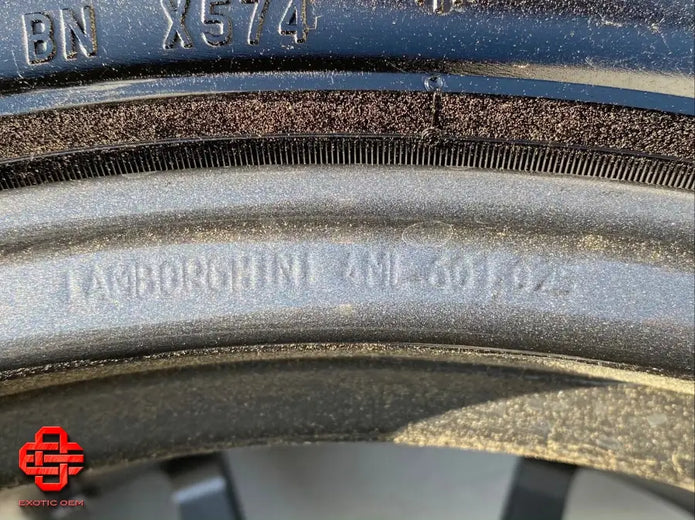 BN X574
LAMBORGHINI 4ML 601 025
EXOTIC OEM